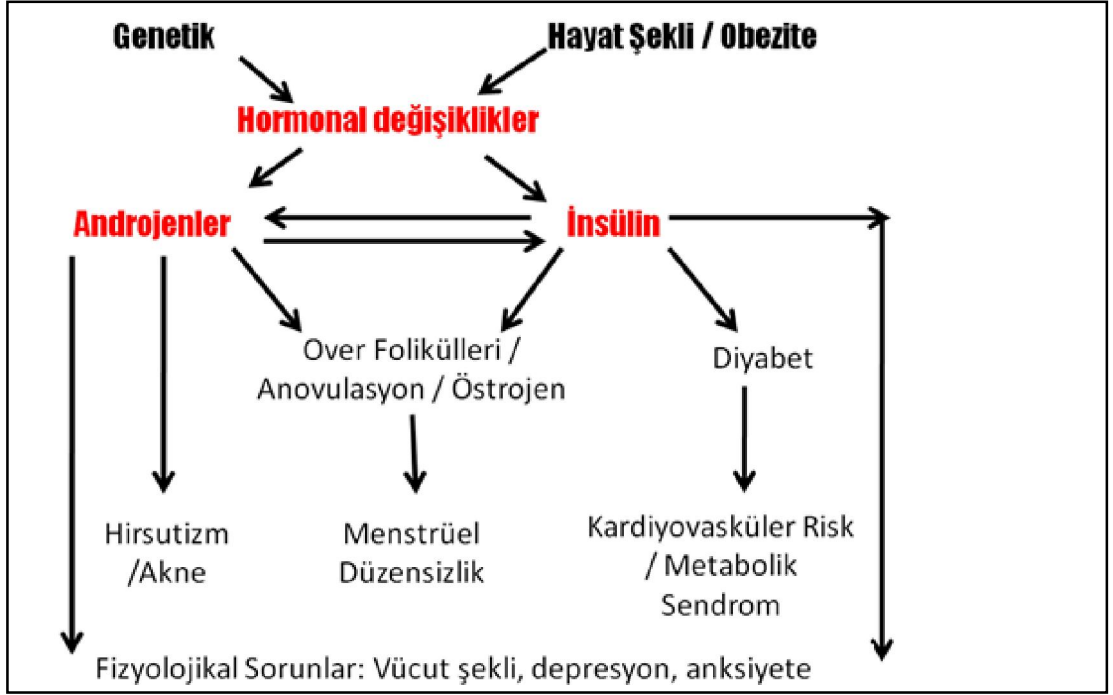 Genetik
Hayat Şekli / Obezite
Hormonal değişiklikler
Androjenler
İnsülin
Over Folikülleri /
Anovulasyon / Östrojen
Diyabet
Hirsutizm
/Akne
Menstrüel
Düzensizlik
Kardiyovasküler Risk
/ Metabolik
Sendrom
Fizyolojikal Sorunlar: Vücut şekli, depresyon, anksiyete